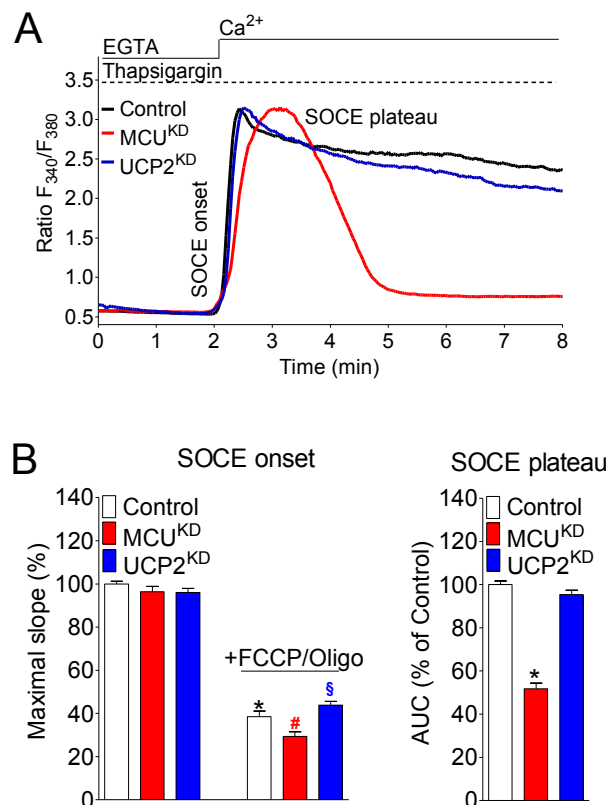 A
Ca²⁺
EGTA
Thapsigargin
3.5
3.0
2.5
2.0
1.5
1.0
0.5
Ratio F₃₄₀/F₃₈₀
Control
MCUᴷᴰ
UCP2ᴷᴰ
SOCE onset
SOCE plateau
0 1 2 3 4 5 6 7 8
Time (min)
B
SOCE onset
140
120
100
80
60
40
20
0
Maximal slope (%)
Control
MCUᴷᴰ
UCP2ᴷᴰ
+FCCP/Oligo
*
#
§
SOCE plateau
140
120
100
80
60
40
20
0
AUC (% of Control)
Control
MCUᴷᴰ
UCP2ᴷᴰ
*